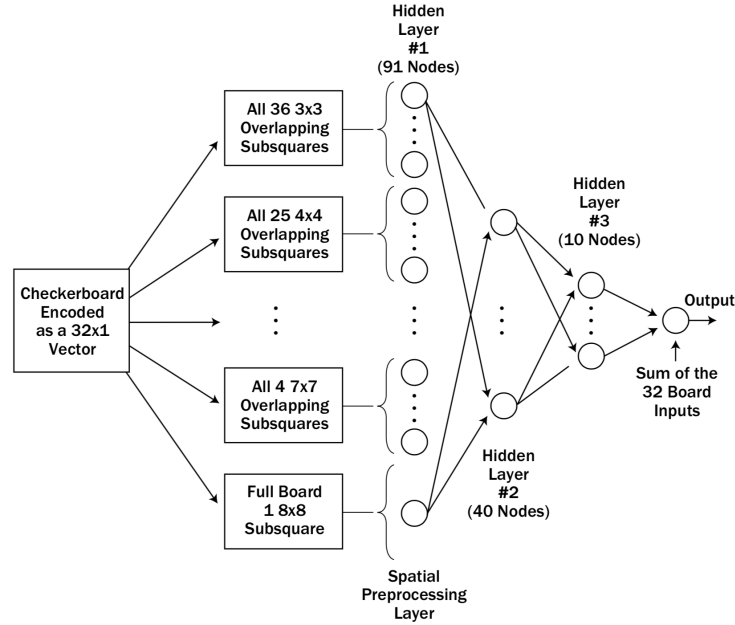 Hidden
Layer
#1
(91 Nodes)
All 36 3x3
Overlapping
Subsquares
All 25 4x4
Overlapping
Subsquares
Hidden
Layer
#3
(10 Nodes)
Checkerboard
Encoded
as a 32x1
Vector
Output
Sum of the
32 Board
Inputs
All 4 7x7
Overlapping
Subsquares
Hidden
Layer
#2
(40 Nodes)
Full Board
1 8x8
Subsquare
Spatial
Preprocessing
Layer